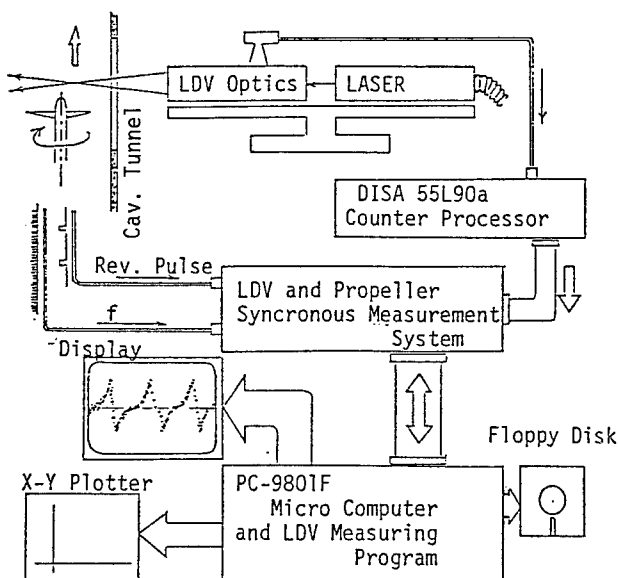 LDV Optics
LASER
Cav. Tunnel
DISA 55L90a
Counter Processor
Rev. Pulse
f
LDV and Propeller
Syncronous Measurement
System
Display
Floppy Disk
X-Y Plotter
PC-9801F
Micro Computer
and LDV Measuring
Program